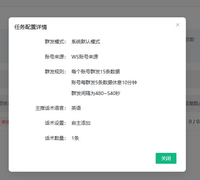 任务配置详情
群发模式: 系统默认模式
账号来源: WS账号来源
群发规则: 每个账号群发15条数据
账号每群发5条数据休息10分钟
群发间隔为480~540秒
主推话术语言: 英语
话术设置: 自主添加
话术数量: 1条
关闭